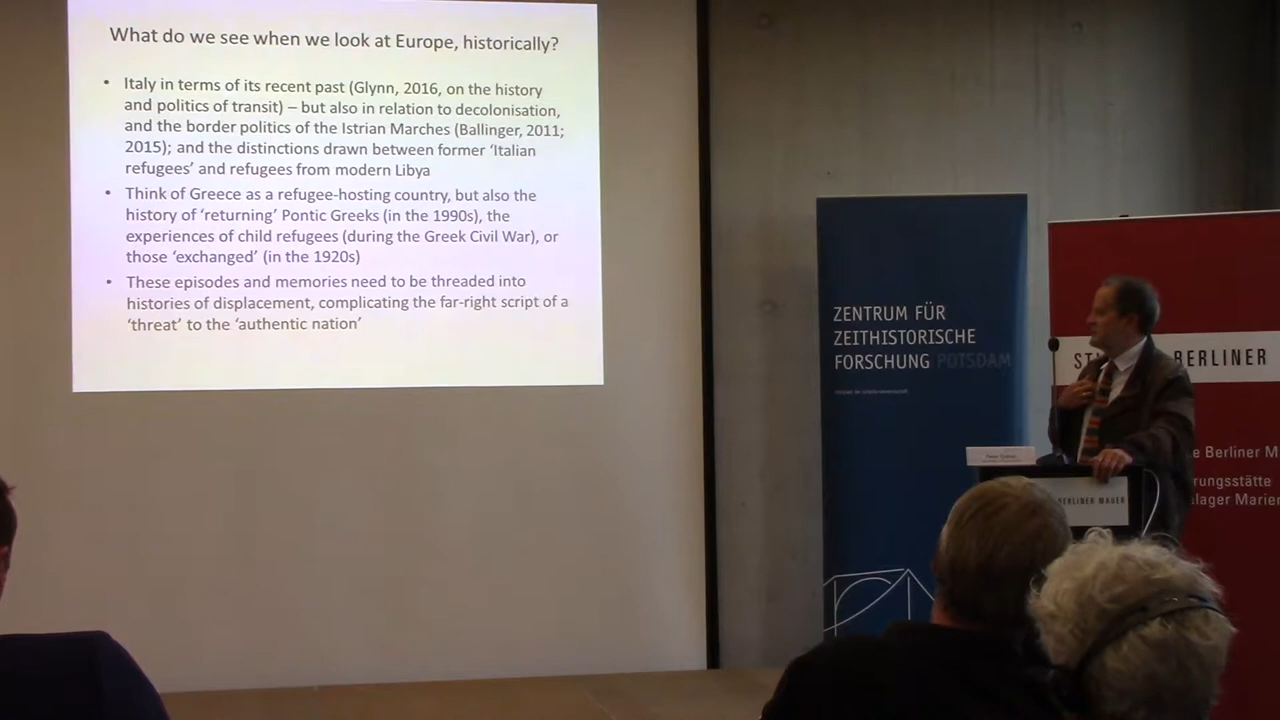 What do we see when we look at Europe, historically?
• Italy in terms of its recent past (Glynn, 2016, on the history
and politics of transit) – but also in relation to decolonisation,
and the border politics of the Istrian Marches (Ballinger, 2011;
2015); and the distinctions drawn between former ‘Italian
refugees’ and refugees from modern Libya
• Think of Greece as a refugee-hosting country, but also the
history of ‘returning’ Pontic Greeks (in the 1990s), the
experiences of child refugees (during the Greek Civil War), or
those ‘exchanged’ (in the 1920s)
• These episodes and memories need to be threaded into
histories of displacement, complicating the far-right script of a
‘threat’ to the ‘authentic nation’
ZENTRUM FÜR
ZEITHISTORISCHE
FORSCHUNG POTSDAM
ST BERLINER
e Berliner M
rungsstätte
lager Marien
BERLINER MAUER